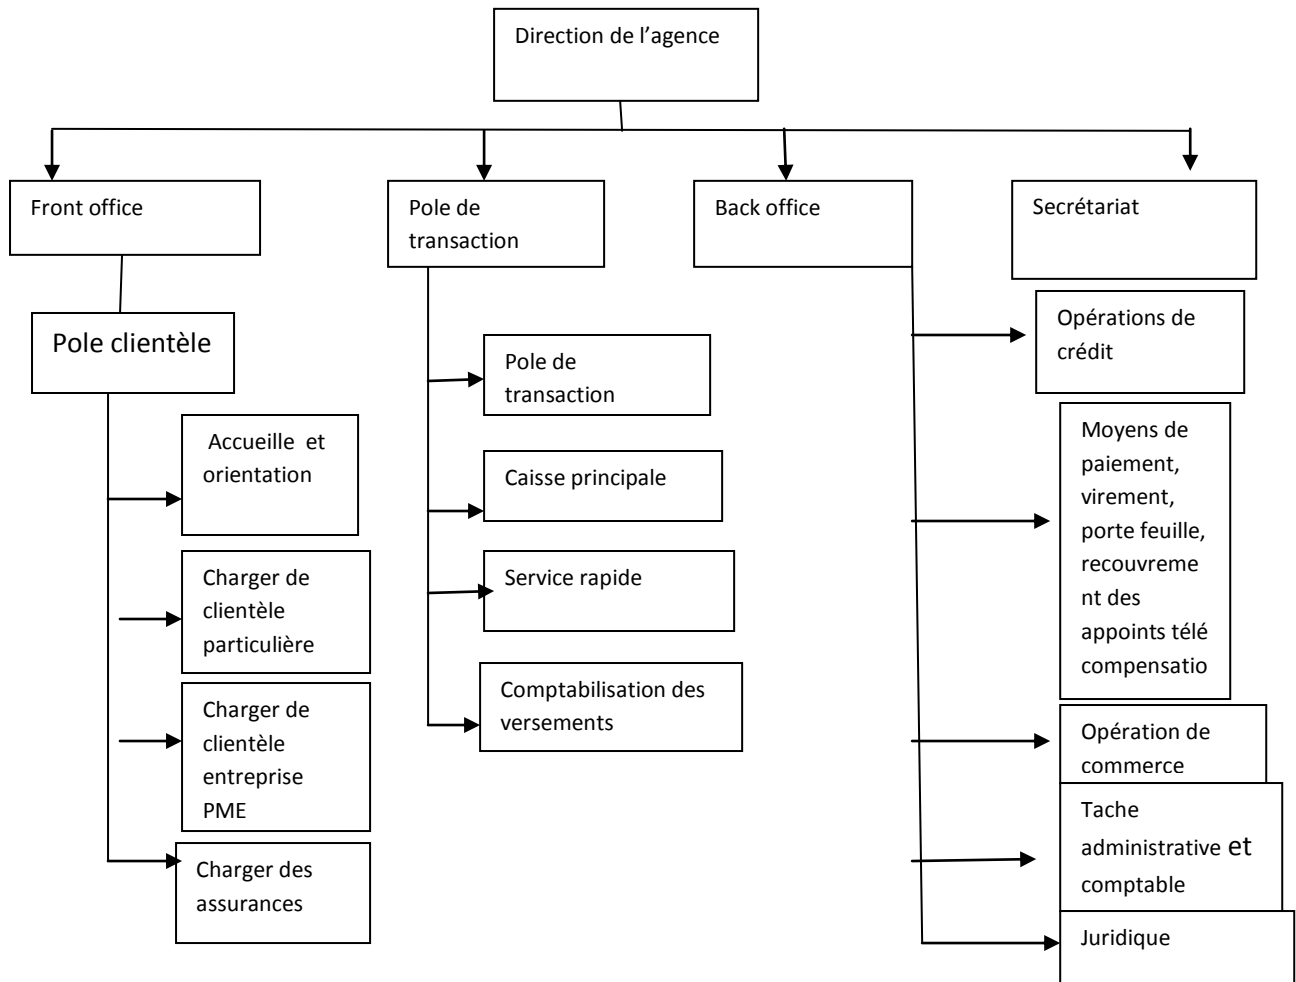 Direction de l’agence
Front office
Pole de
transaction
Back office
Secrétariat
Pole clientèle
Accueille et
orientation
Charger de
clientèle
particulière
Charger de
clientèle
entreprise
PME
Charger des
assurances
Pole de
transaction
Caisse principale
Service rapide
Comptabilisation des
versements
Opérations de
crédit
Moyens de
paiement,
virement,
porte feuille,
recouvreme
nt des
appoints télé
compensatio
Opération de
commerce
Tache
administrative et
comptable
Juridique